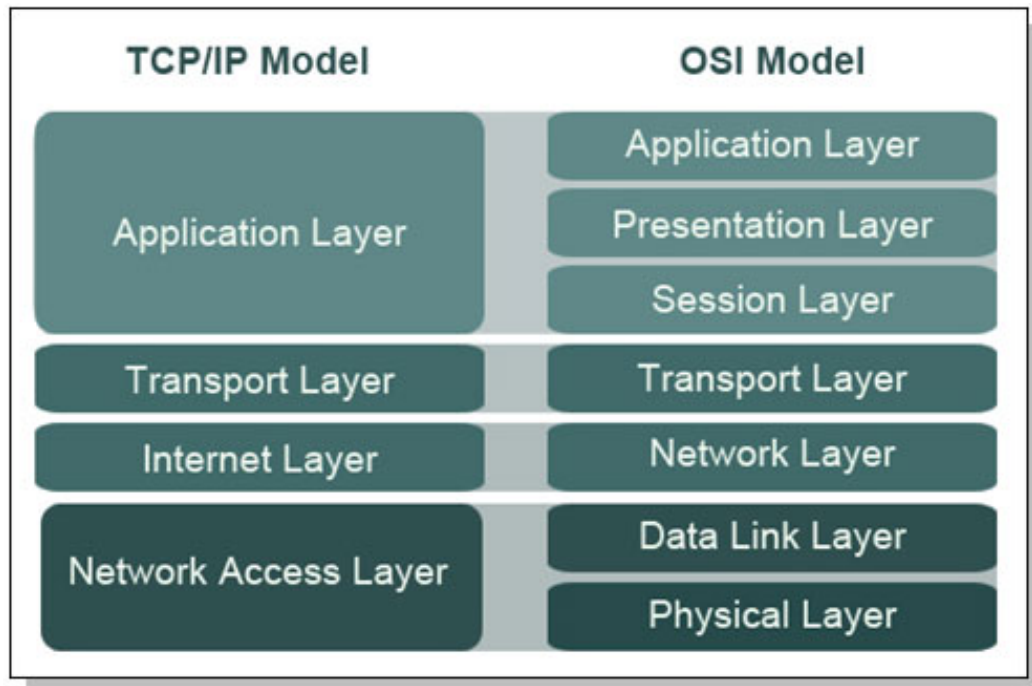 TCP/IP Model
Application Layer
Transport Layer
Internet Layer
Network Access Layer
OSI Model
Application Layer
Presentation Layer
Session Layer
Transport Layer
Network Layer
Data Link Layer
Physical Layer